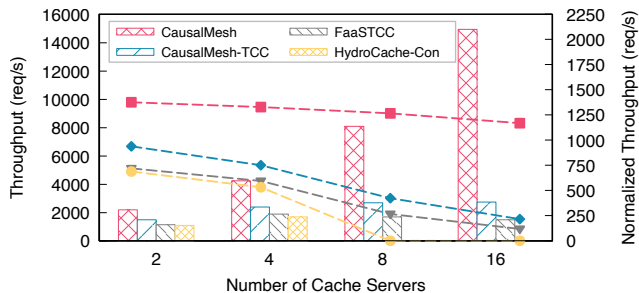 CausalMesh
CausalMesh-TCC
FaaSTCC
HydroCache-Con
Throughput (req/s)
16000
14000
12000
10000
8000
6000
4000
2000
0
2250
2000
1750
1500
1250
1000
750
500
250
0
Normalized Throughput (req/s)
2 4 8 16
Number of Cache Servers